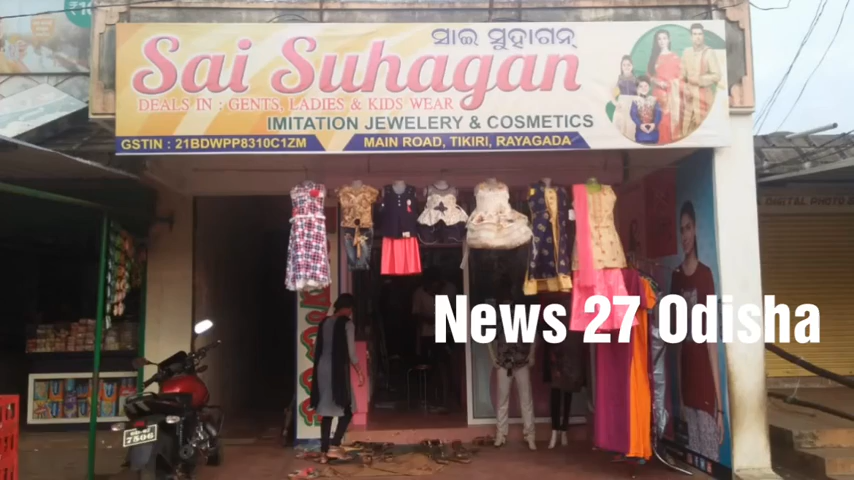 ସାଇ ସୁହାଗନ୍
Sai Suhagan
DEALS IN : GENTS, LADIES & KIDS WEAR
IMITATION JEWELERY & COSMETICS
GSTIN : 21BDWPP8310C1ZM
MAIN ROAD, TIKIRI, RAYAGADA
DIGITAL PHOTO
News 27 Odisha
7506